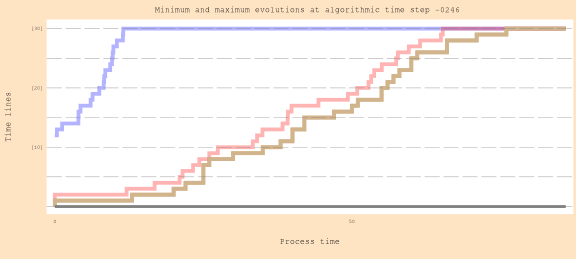 Minimum and maximum evolutions at algorithmic time step -0246
[30]
[20]
[10]
Time lines
0
50
Process time